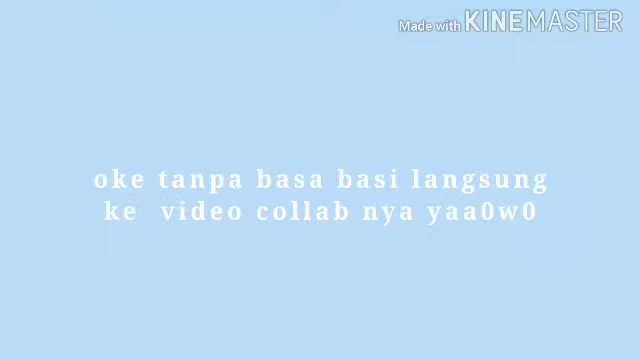 Made with KINEMASTER
oke tanpa basa basi langsung
ke video collab nya yaa0w0